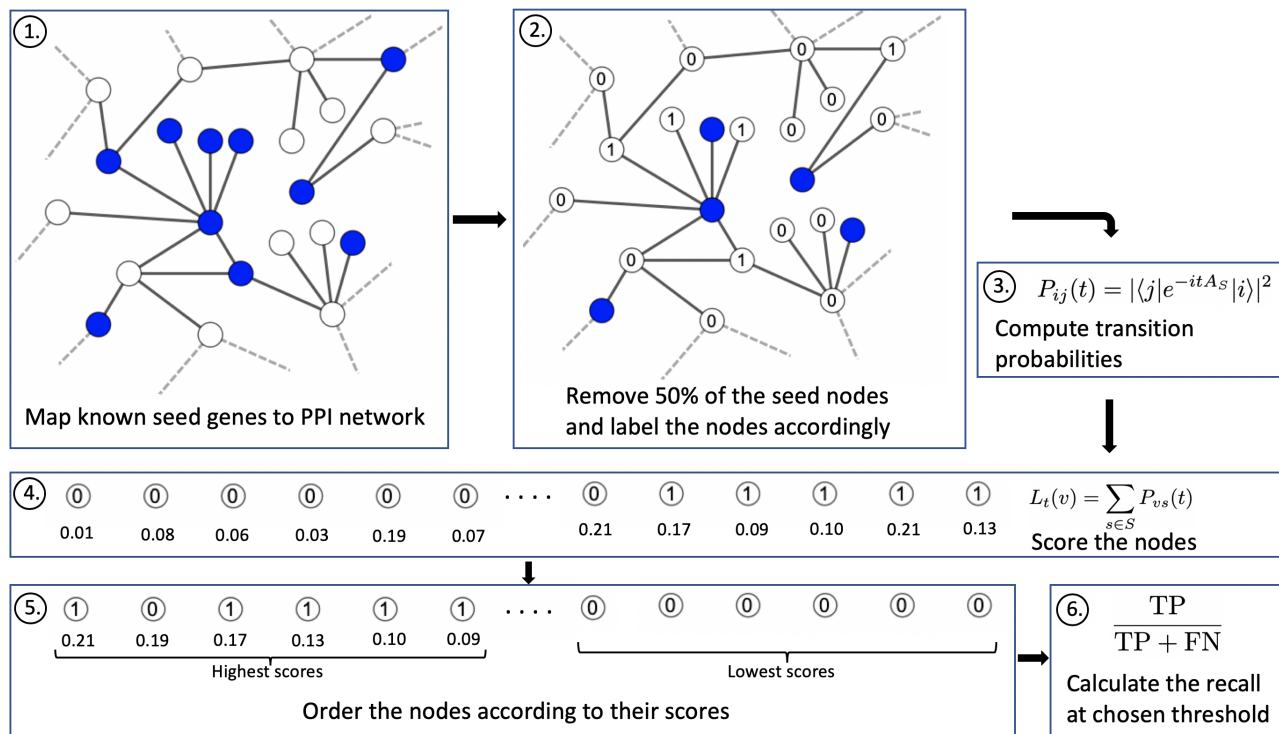 1.
Map known seed genes to PPI network
2.
0 0 1
0
0
1 1 0 0
1
0
0 0
0 1
0
0
Remove 50% of the seed nodes
and label the nodes accordingly
3. P_{ij}(t) = |⟨j|e^{-itA_S}|i⟩|^2
Compute transition
probabilities
4. 0 0 0 0 0 0 · · · · 0 1 1 1 1 1
0.01 0.08 0.06 0.03 0.19 0.07 0.21 0.17 0.09 0.10 0.21 0.13
L_t(v) = \sum_{s∈S} P_{vs}(t)
Score the nodes
5. 1 0 1 1 1 1 · · · · 0 0 0 0 0 0
0.21 0.19 0.17 0.13 0.10 0.09
Highest scores Lowest scores
Order the nodes according to their scores
6.
TP
TP + FN
Calculate the recall
at chosen threshold